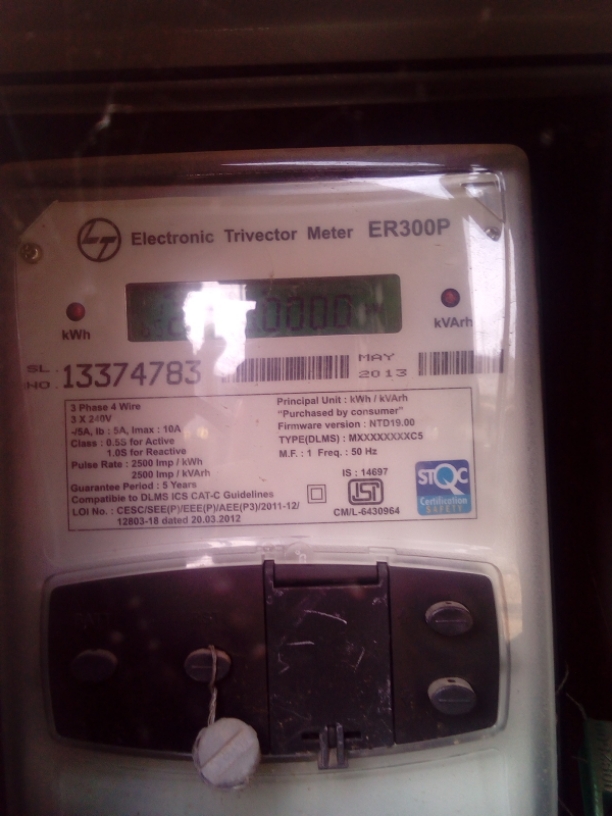 LT Electronic Trivector Meter ER300P
kWh
kVArh
SL. NO. 13374783
MAY 2013
3 Phase 4 Wire
3 X 240V
-/5A, Ib : 5A, Imax : 10A
Class : 0.5S for Active
1.0S for Reactive
Pulse Rate : 2500 Imp / kWh
2500 Imp / kVArh
Guarantee Period : 5 Years
Compatible to DLMS ICS CAT-C Guidelines
LOI No. : CESC/SEE(P)/EEE(P)/AEE(P3)/2011-12/
12803-18 dated 20.03.2012
Principal Unit : kWh / kVArh
"Purchased by consumer"
Firmware version : NTD19.00
TYPE(DLMS) : MXXXXXXXXC5
M.F. : 1 Freq. : 50 Hz
IS : 14697
ISI
CM/L-6430964
STQC
Certification
SAFETY